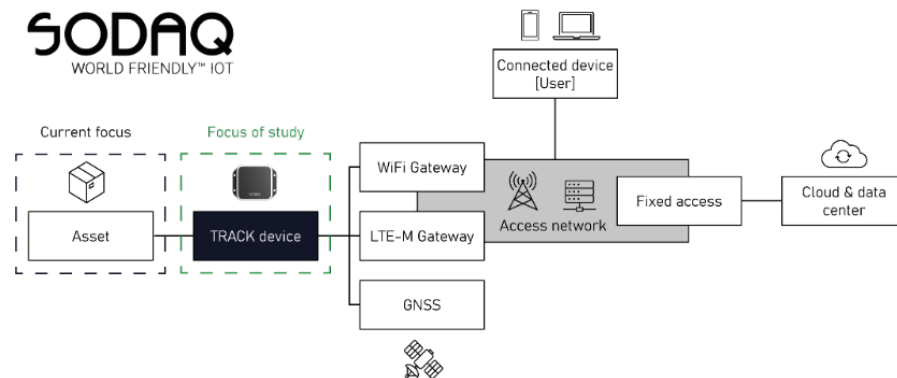 SODAQ
WORLD FRIENDLY™ IOT
Connected device
[User]
Current focus
Focus of study
WiFi Gateway
Asset
TRACK device
LTE-M Gateway
Access network
Fixed access
Cloud & data
center
GNSS